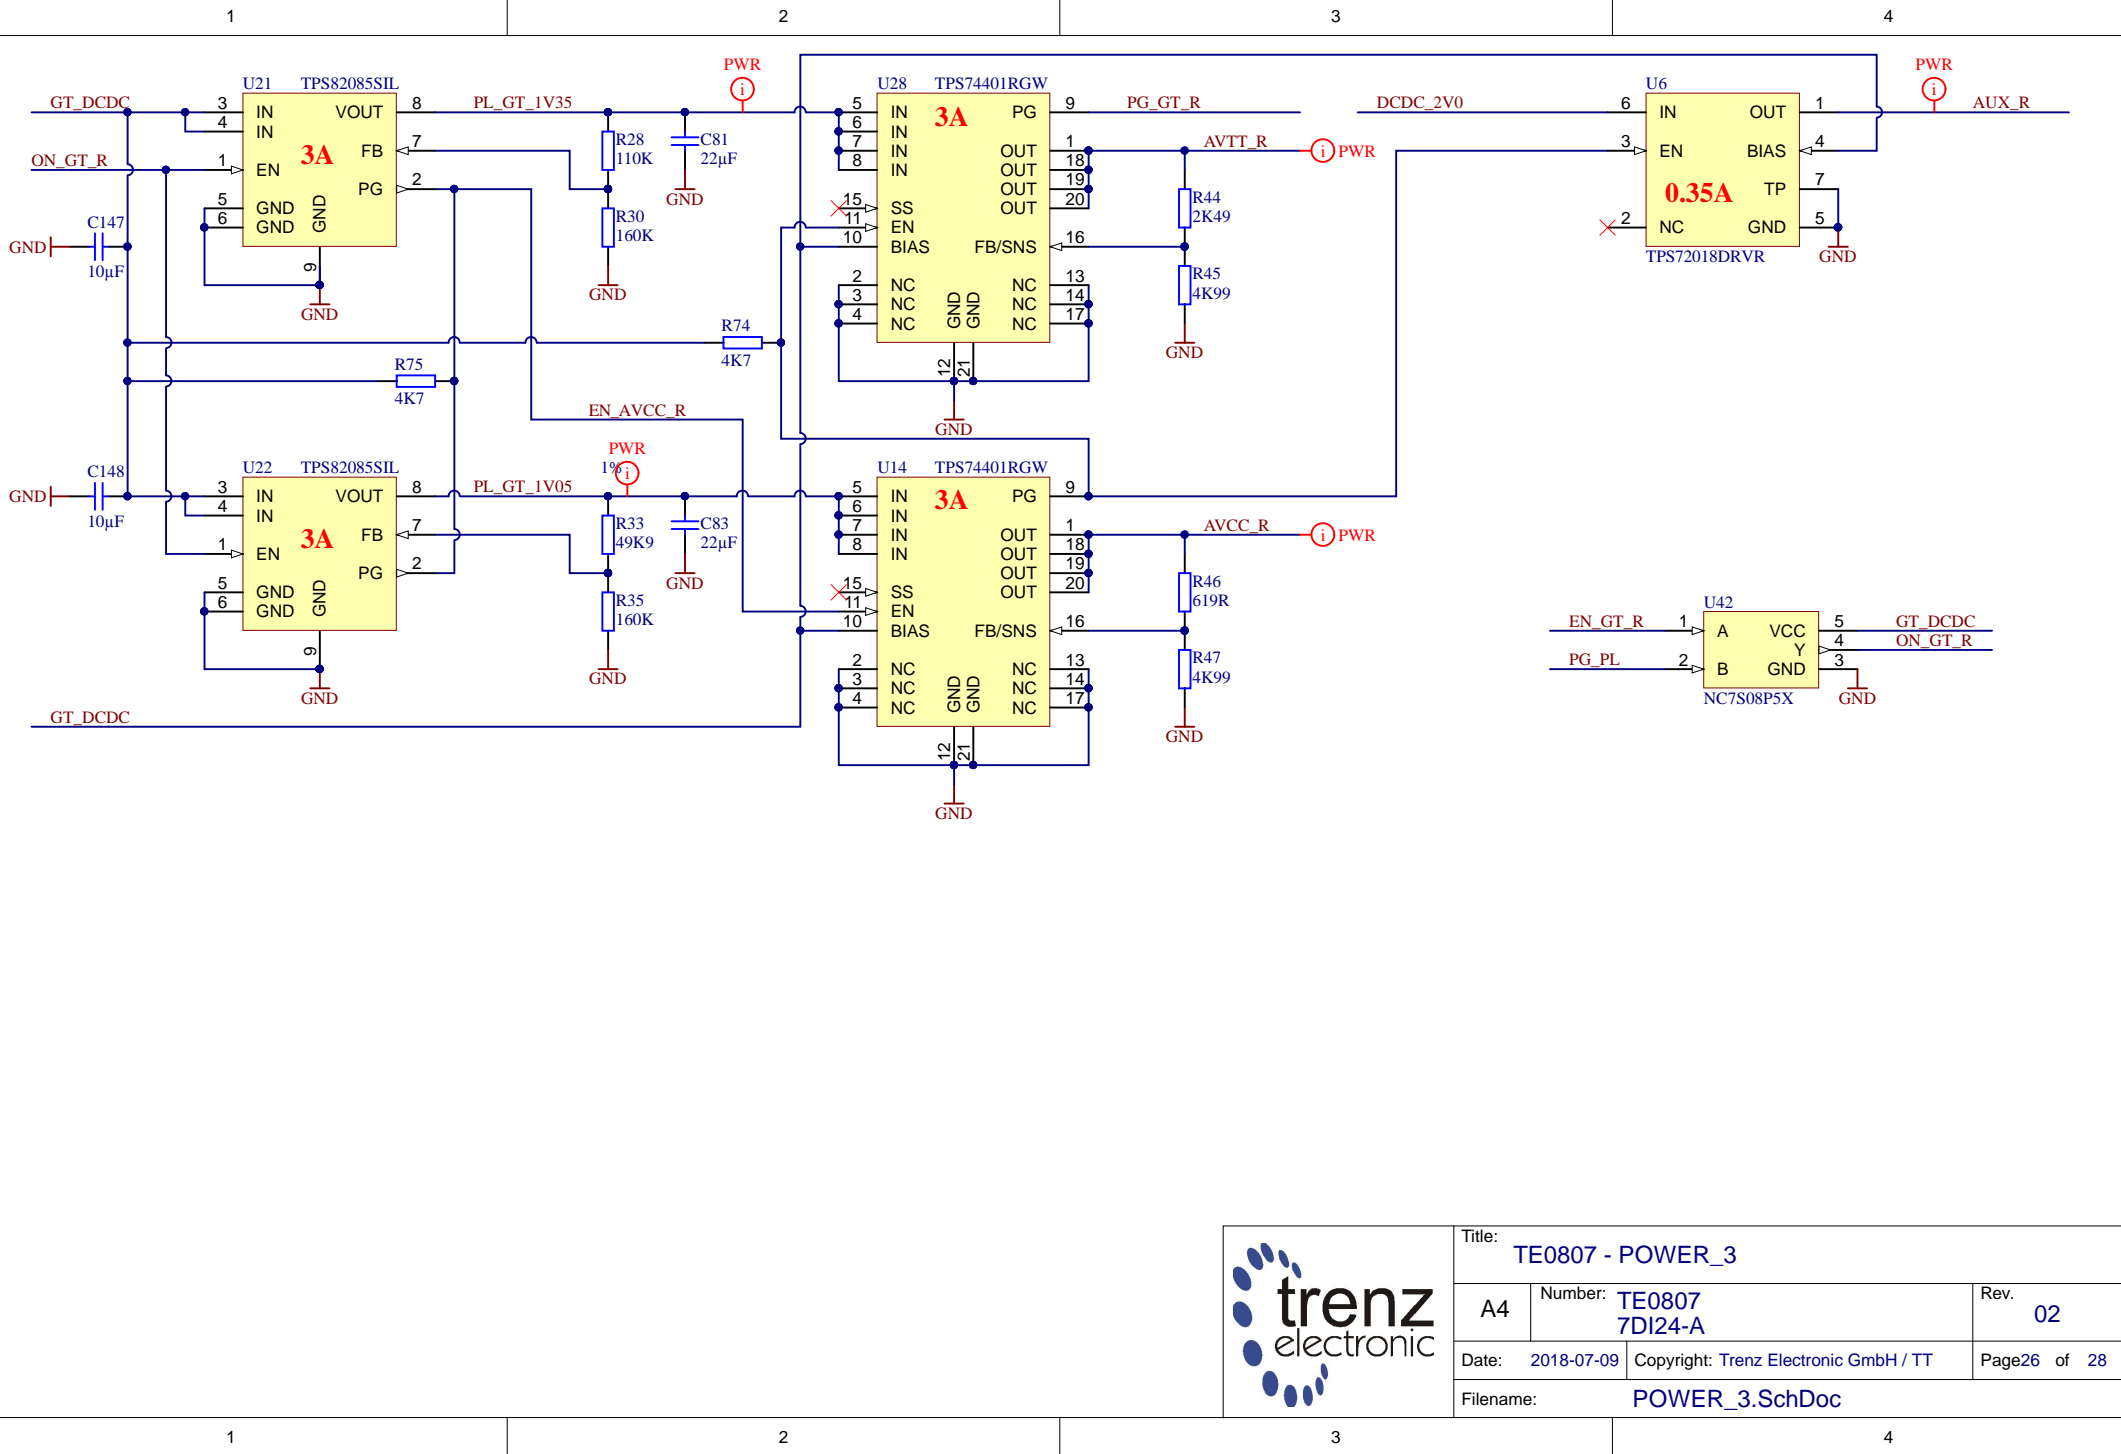 1 2 3 4
U21 TPS82085SIL
GT_DCDC
3 IN VOUT 8 PL_GT_1V35
4 IN
3A
FB 7
ON_GT_R
1 EN
PG 2
5 GND
6 GND
GND
9
GND
C147
10µF
GND
R28
110K
R30
160K
GND
C81
22µF
GND
PWR
i
U28 TPS74401RGW
3A
5 IN PG 9 PG_GT_R
6 IN
7 IN OUT 1 AVTT_R
i PWR
8 IN OUT 18
OUT 19
15 SS OUT 20
11 EN
10 BIAS FB/SNS 16
2 NC NC 13
3 NC NC 14
4 NC NC 17
GND
GND
12
21
GND
R44
2K49
R45
4K99
GND
U6
DCDC_2V0
6 IN OUT 1 AUX_R
PWR
i
3 EN BIAS 4
0.35A
TP 7
2 NC GND 5
TPS72018DRVR
GND
R74
4K7
R75
4K7
EN_AVCC_R
U22 TPS82085SIL
3 IN VOUT 8 PL_GT_1V05
4 IN
3A
FB 7
1 EN
PG 2
5 GND
6 GND
GND
9
GND
C148
10µF
GND
GT_DCDC
PWR
1%
i
R33
49K9
R35
160K
GND
C83
22µF
GND
U14 TPS74401RGW
3A
5 IN PG 9
6 IN
7 IN OUT 1 AVCC_R
i PWR
8 IN OUT 18
OUT 19
15 SS OUT 20
11 EN
10 BIAS FB/SNS 16
2 NC NC 13
3 NC NC 14
4 NC NC 17
GND
GND
12
21
GND
R46
619R
R47
4K99
GND
U42
EN_GT_R 1 A VCC 5 GT_DCDC
Y 4 ON_GT_R
PG_PL 2 B GND 3
NC7S08P5X
GND
trenz
electronic
Title:
TE0807 - POWER_3
A4
Number: TE0807
7DI24-A
Rev.
02
Date: 2018-07-09
Copyright: Trenz Electronic GmbH / TT
Page26 of 28
Filename: POWER_3.SchDoc
1 2 3 4